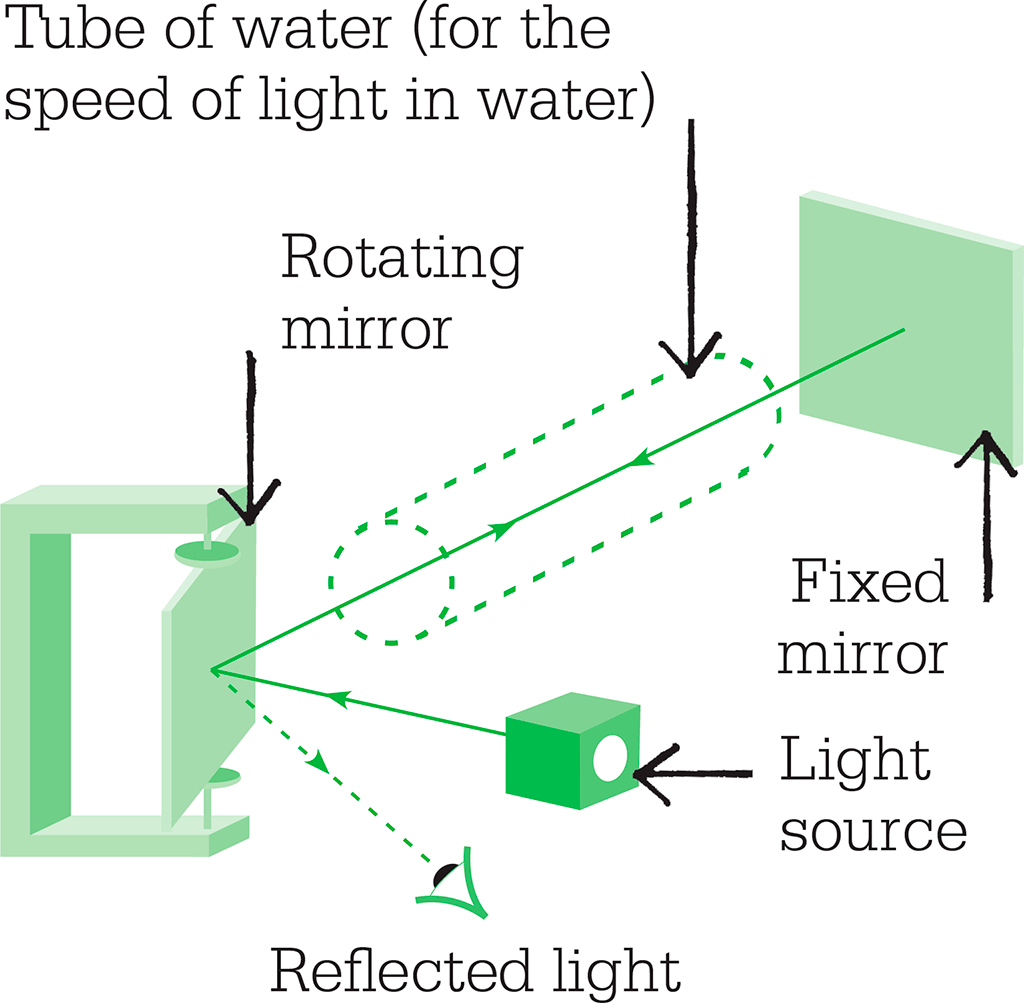 Tube of water (for the
speed of light in water)
Rotating
mirror
Fixed
mirror
Light
source
Reflected light